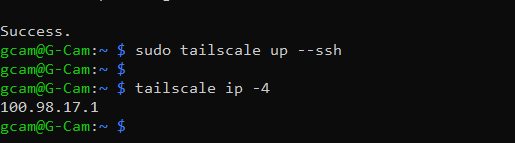 Success.
gcam@G-Cam:~ $ sudo tailscale up --ssh
gcam@G-Cam:~ $
gcam@G-Cam:~ $ tailscale ip -4
100.98.17.1
gcam@G-Cam:~ $